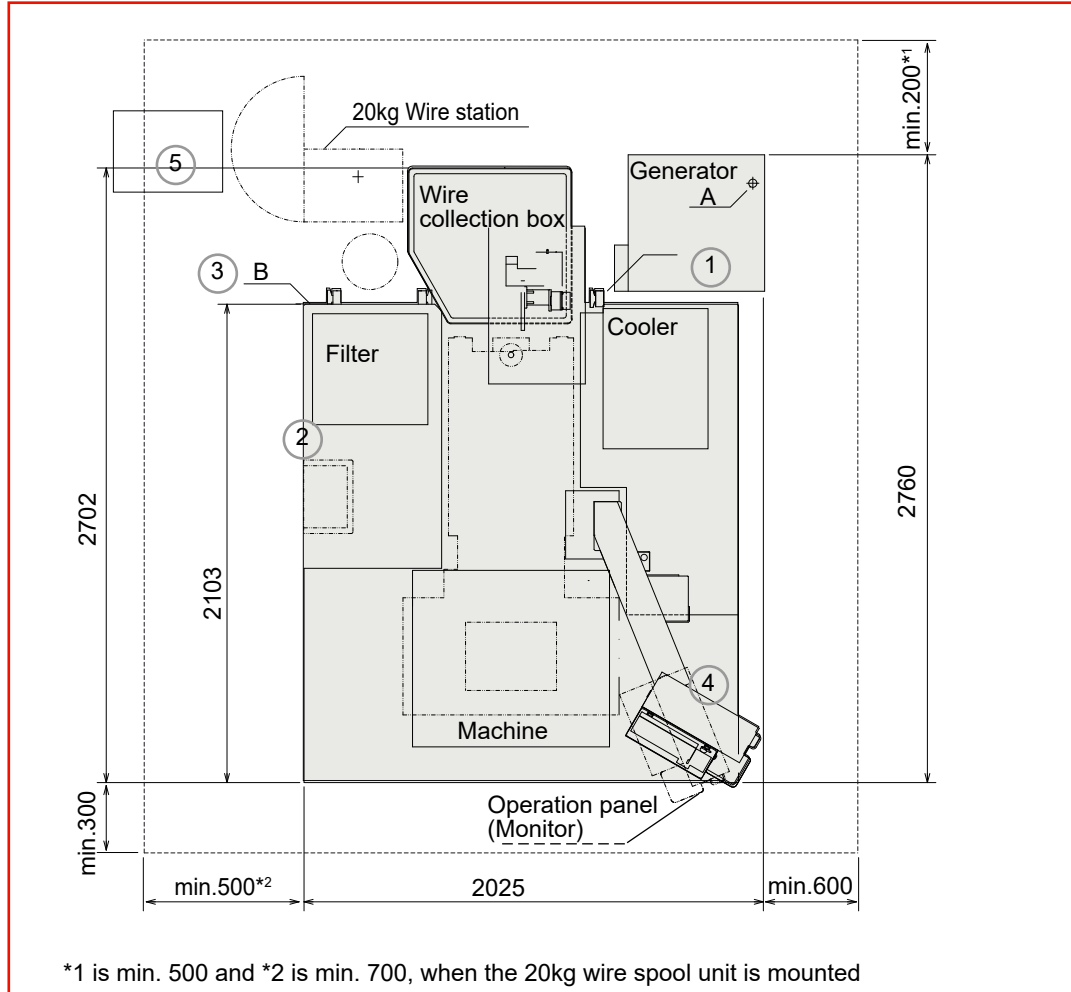 min.200*1
20kg Wire station
5
Generator
A
Wire
collection box
1
3
B
Cooler
Filter
2
2702
2103
2760
4
Machine
Operation panel
(Monitor)
min.300
min.500*2
2025
min.600
*1 is min. 500 and *2 is min. 700, when the 20kg wire spool unit is mounted